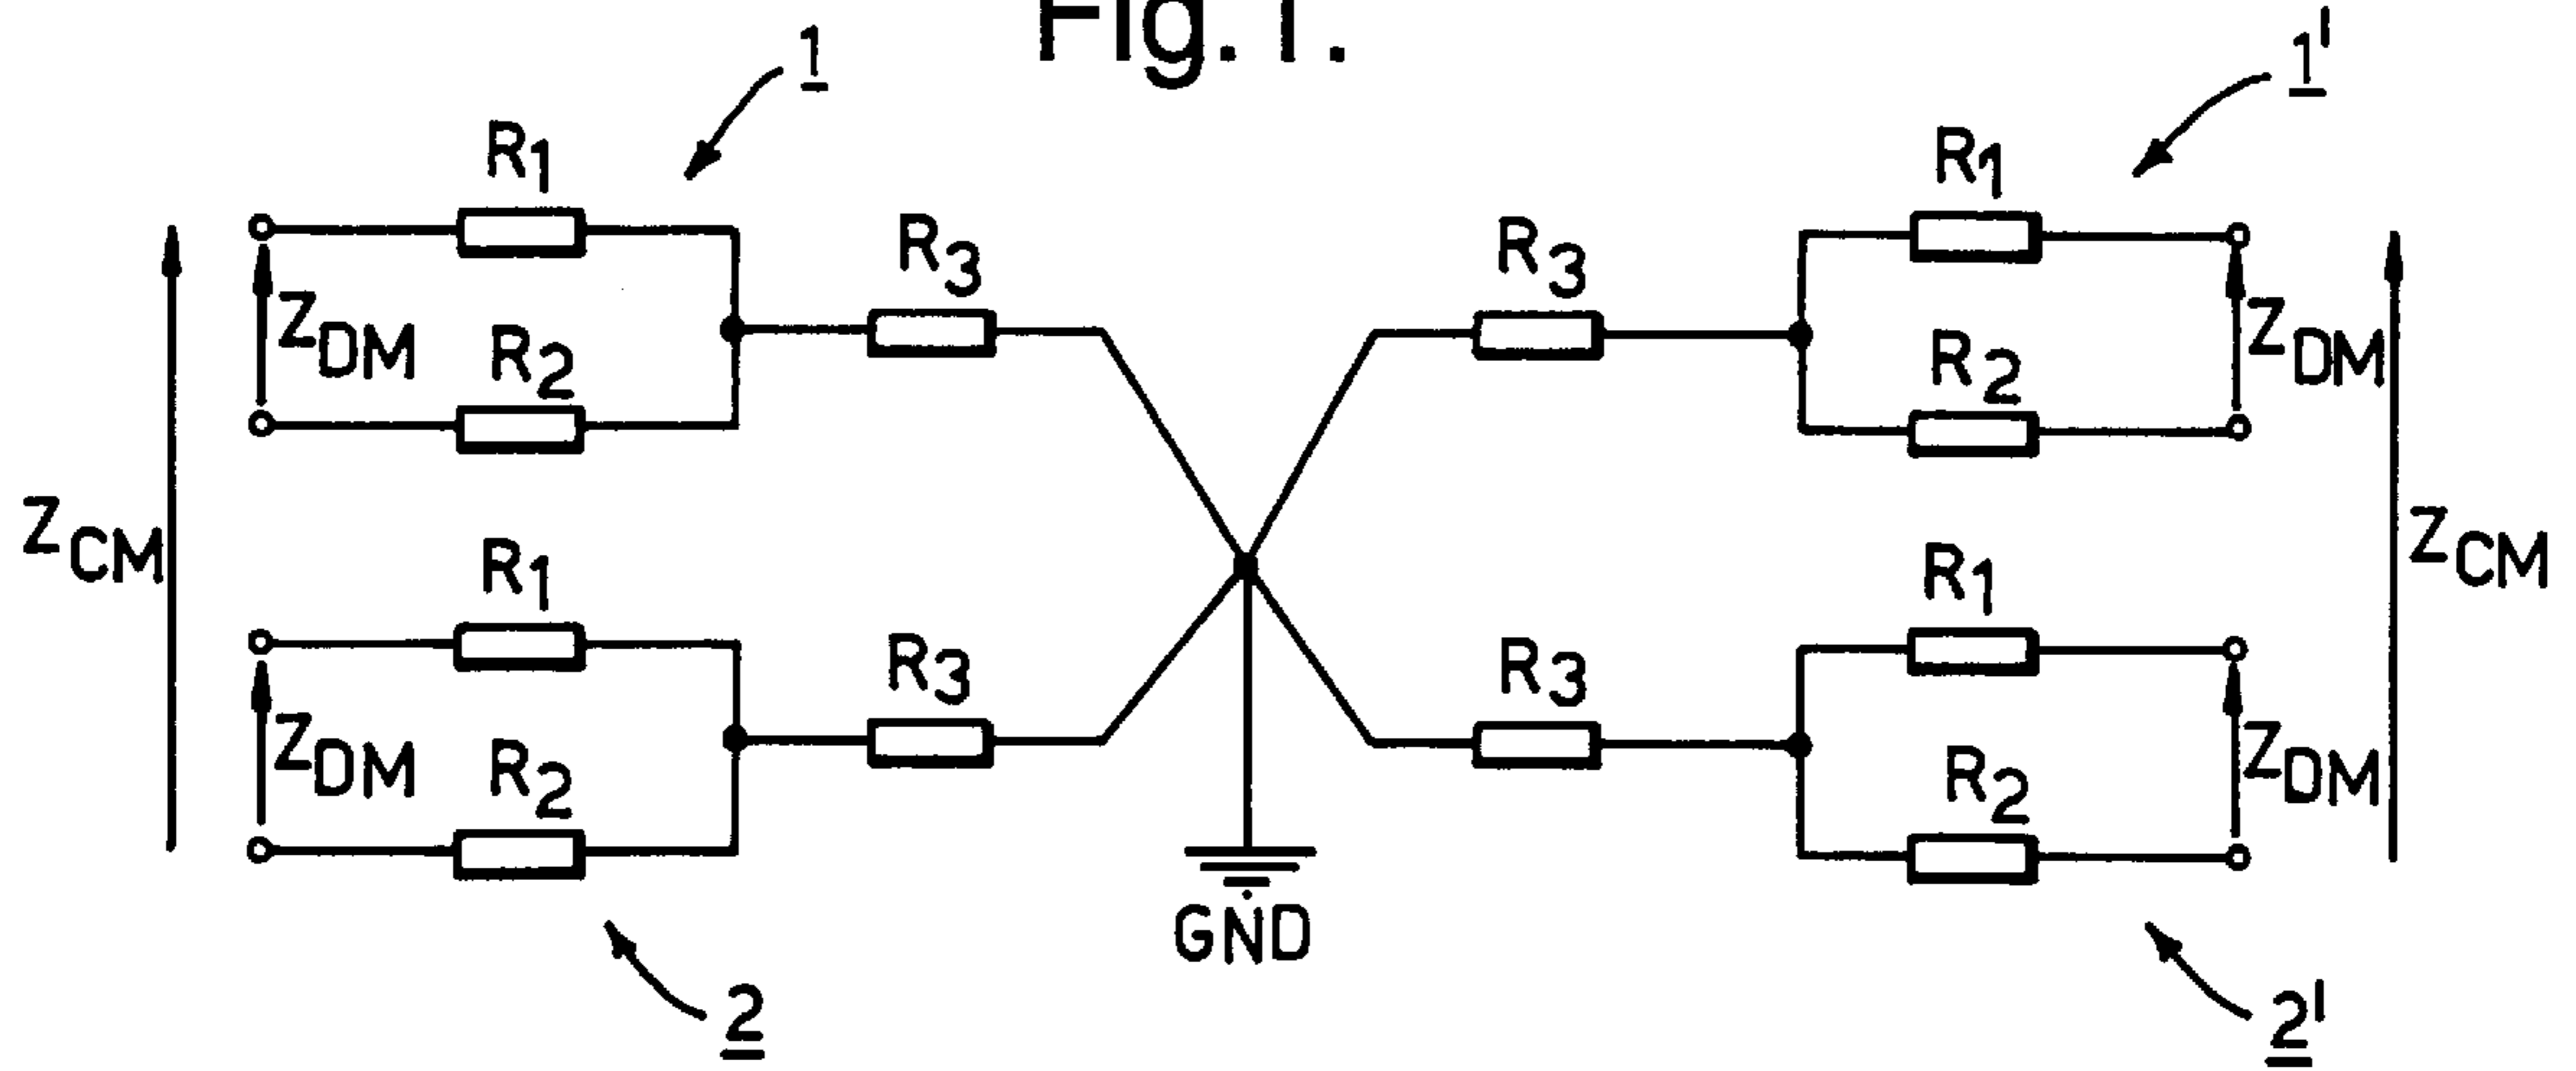 Fig.1.
1
1'
R1
R3
R3
R1
ZDM
R2
R2
ZDM
ZCM
ZCM
R1
R3
R3
R1
ZDM
R2
R2
ZDM
GND
2
2'